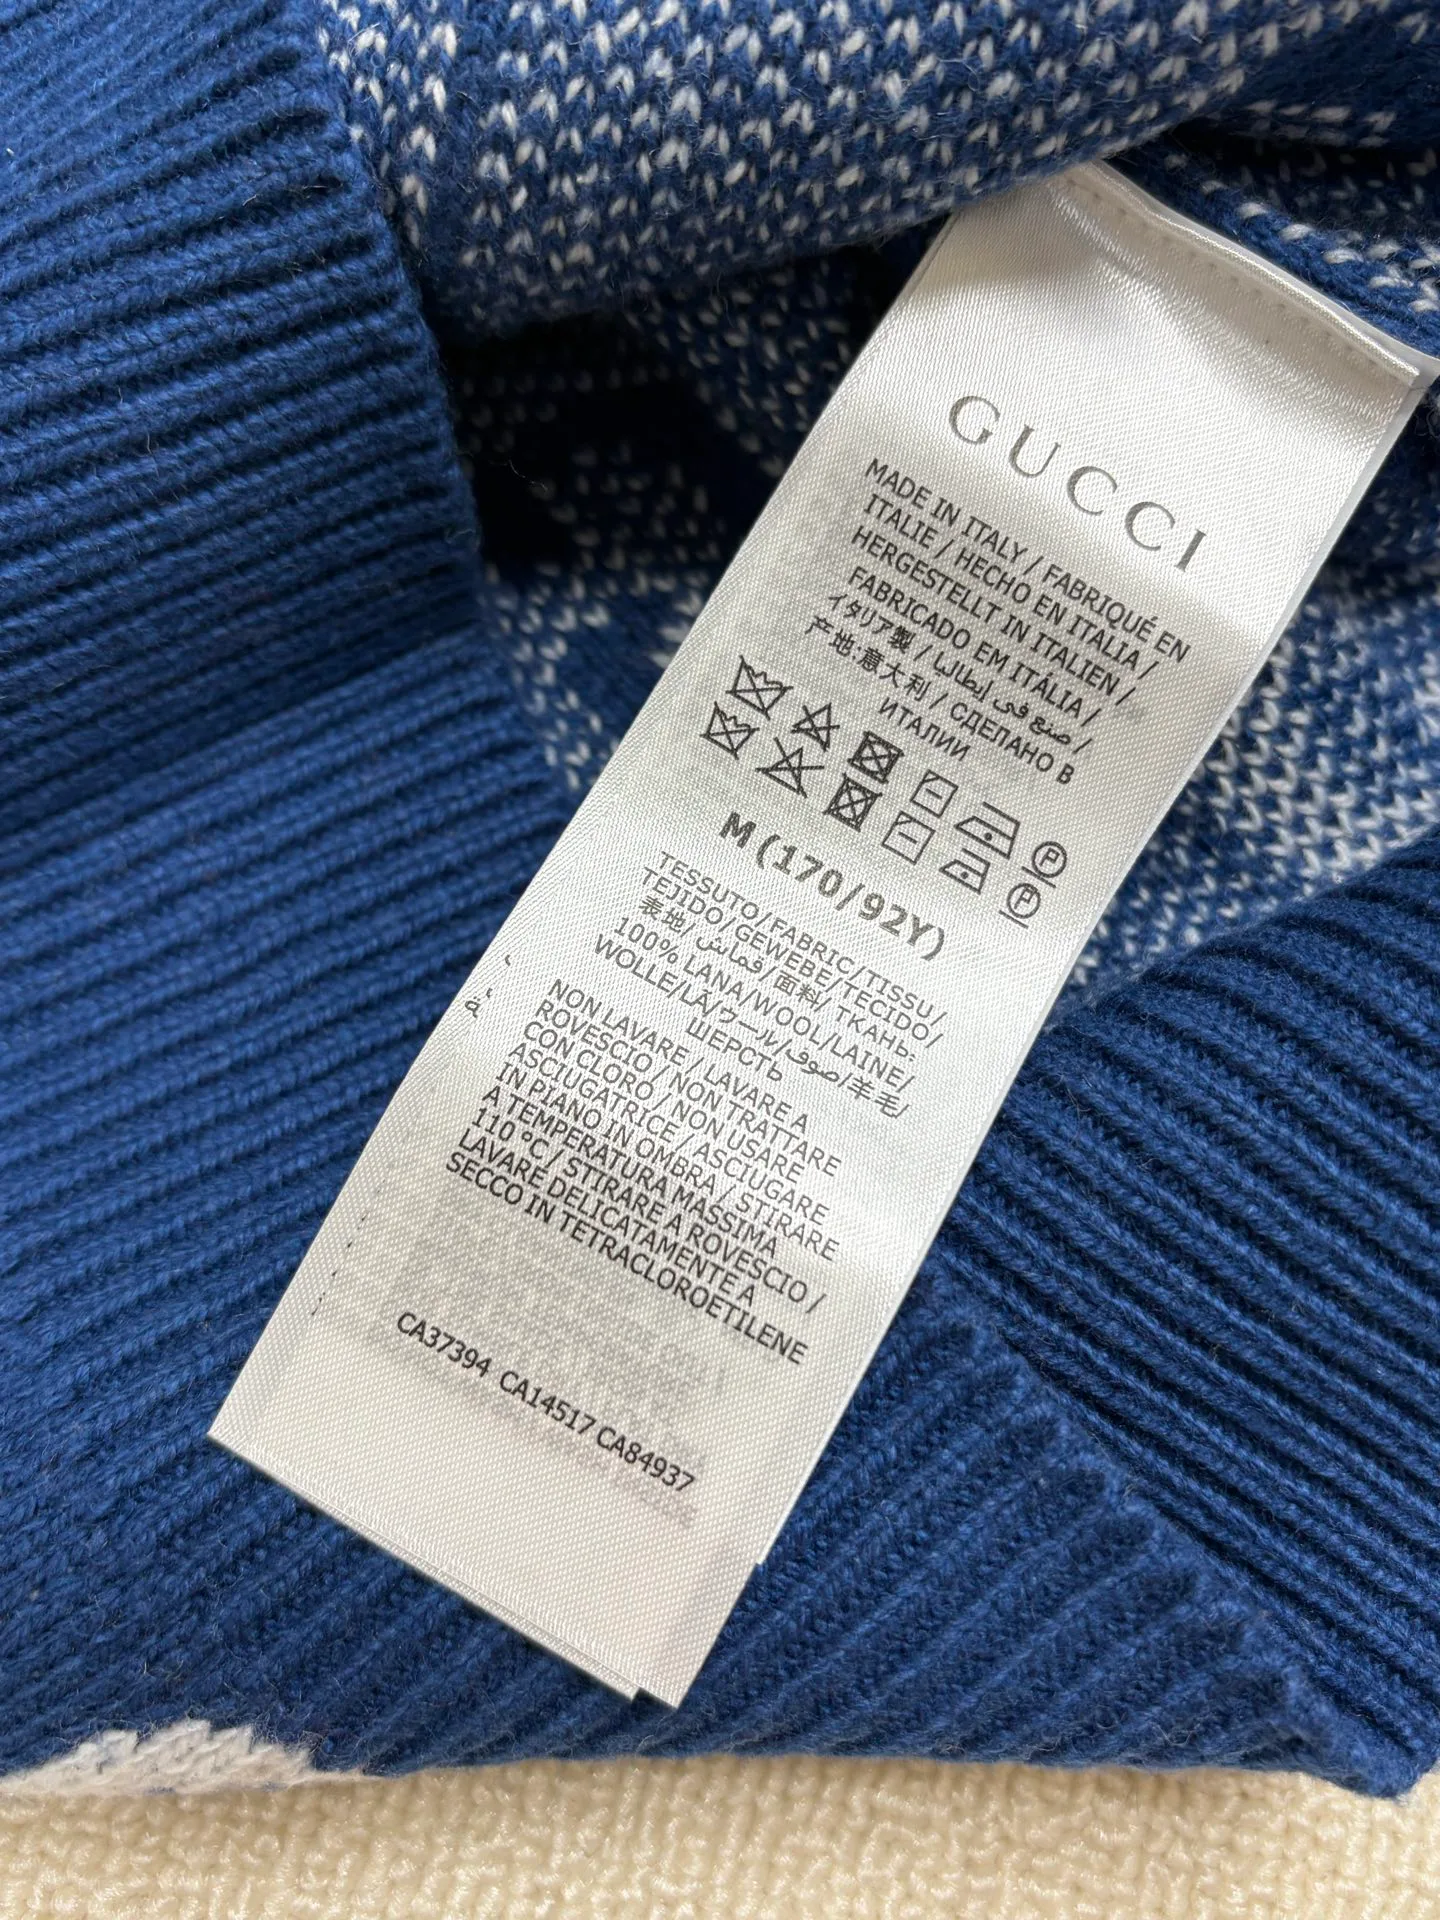 GUCCI
MADE IN ITALY / FABRIQUÉ EN
ITALIE / HECHO EN ITALIA /
HERGESTELLT IN ITALIEN /
FABRICADO EM ITÁLIA /
イタリア製 / صنع في إيطاليا /
产地:意大利 / СДЕЛАНО В
ИТАЛИИ
M (170/92Y)
TESSUTO/FABRIC/TISSU/
TEJIDO/GEWEBE/TECIDO/
表地/قماش/面料/ ТКАНЬ:
100% LANA/WOOL/LAINE/
WOLLE/LÃ/ウール/صوف/羊毛/
ШЕРСТЬ
NON LAVARE / LAVARE A
ROVESCIO / NON TRATTARE
CON CLORO / NON USARE
ASCIUGATRICE / ASCIUGARE
IN PIANO IN OMBRA / STIRARE
A TEMPERATURA MASSIMA
110 °C / STIRARE A ROVESCIO /
LAVARE DELICATAMENTE A
SECCO IN TETRACLOROETILENE
CA37394 CA14517 CA84937